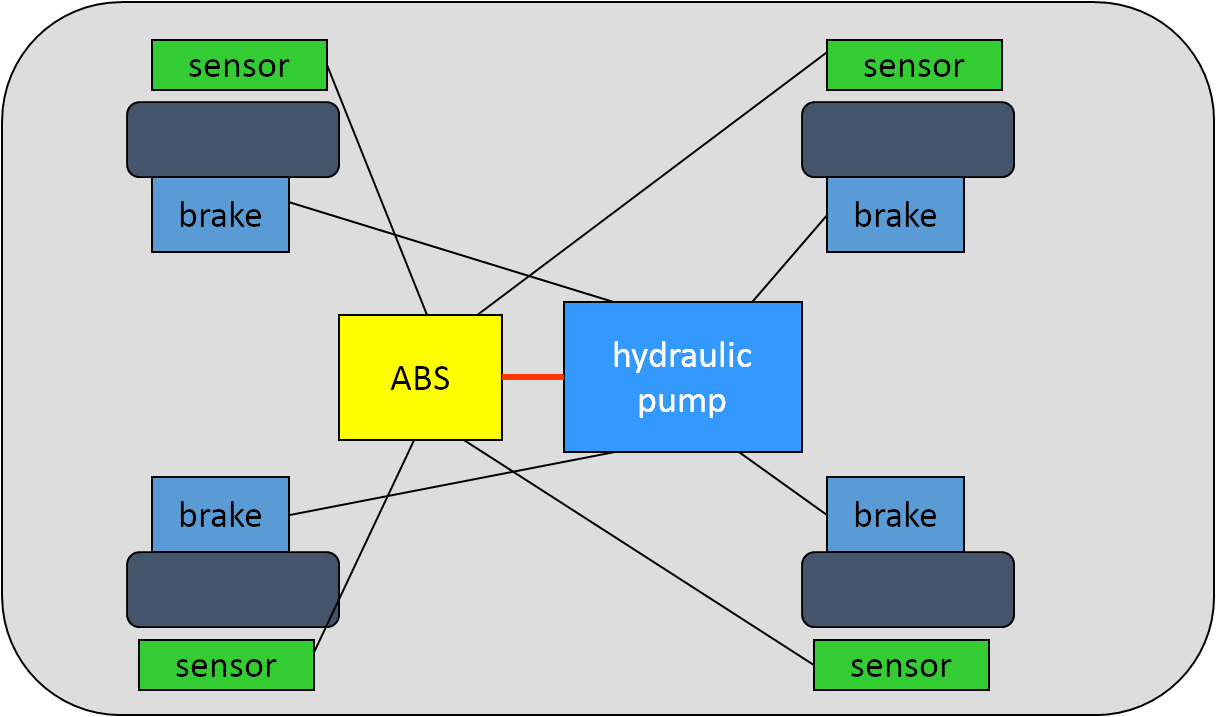 sensor
sensor
brake
brake
ABS
hydraulic
pump
brake
brake
sensor
sensor